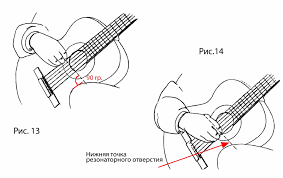 Рис.14
90 гр.
Рис. 13
Нижняя точка
резонаторного отверстия